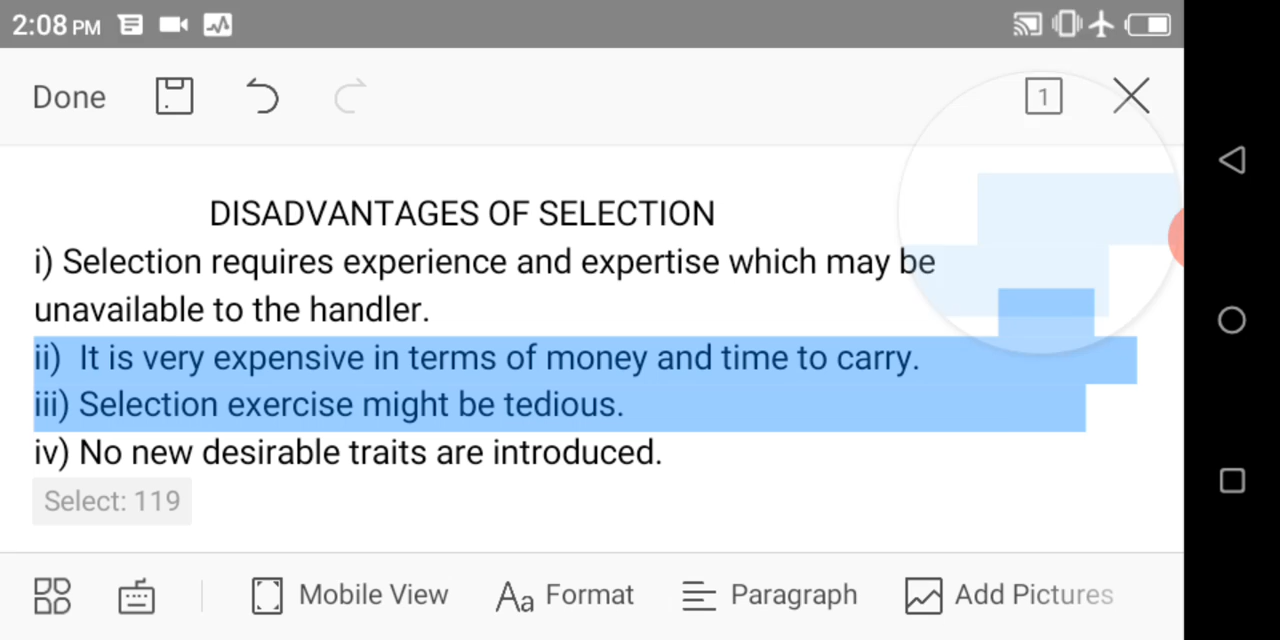 2:08 PM
Done
1
DISADVANTAGES OF SELECTION
i) Selection requires experience and expertise which may be
unavailable to the handler.
ii) It is very expensive in terms of money and time to carry.
iii) Selection exercise might be tedious.
iv) No new desirable traits are introduced.
Select: 119
Mobile View
Aa Format
Paragraph
Add Pictures